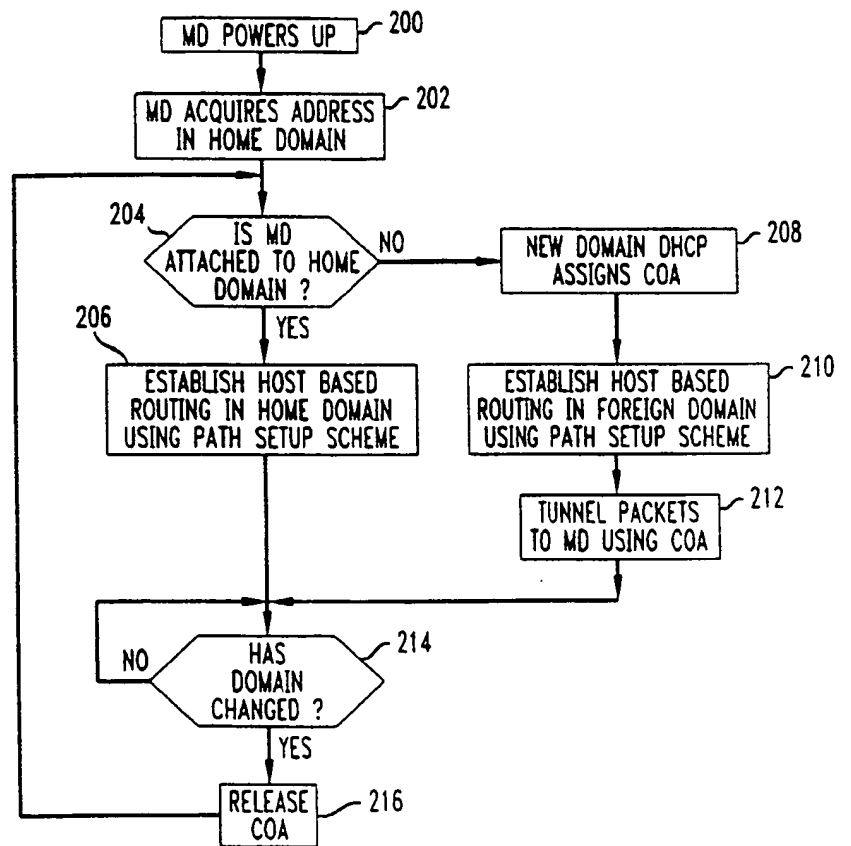 MD POWERS UP
200
MD ACQUIRES ADDRESS
IN HOME DOMAIN
202
204
IS MD
ATTACHED TO HOME
DOMAIN ?
NO
YES
NEW DOMAIN DHCP
ASSIGNS COA
208
206
ESTABLISH HOST BASED
ROUTING IN HOME DOMAIN
USING PATH SETUP SCHEME
ESTABLISH HOST BASED
ROUTING IN FOREIGN DOMAIN
USING PATH SETUP SCHEME
210
TUNNEL PACKETS
TO MD USING COA
212
NO
HAS
DOMAIN
CHANGED ?
214
YES
RELEASE
COA
216